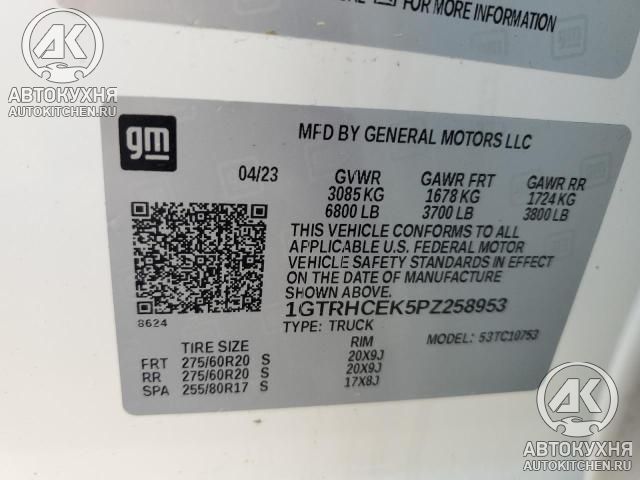 FOR MORE INFORMATION
АК
АВТОКУХНЯ
AUTOKITCHEN.RU
gm
MFD BY GENERAL MOTORS LLC
04/23 GVWR GAWR FRT GAWR RR
3085 KG 1678 KG 1724 KG
6800 LB 3700 LB 3800 LB
THIS VEHICLE CONFORMS TO ALL
APPLICABLE U.S. FEDERAL MOTOR
VEHICLE SAFETY STANDARDS IN EFFECT
ON THE DATE OF MANUFACTURE
SHOWN ABOVE.
1GTRHCEK5PZ258953
8624
TYPE: TRUCK MODEL: 53TC10753
TIRE SIZE RIM
FRT 275/60R20 S 20X9J
RR 275/60R20 S 20X9J
SPA 255/80R17 S 17X8J
АК
АВТОКУХНЯ
AUTOKITCHEN.RU